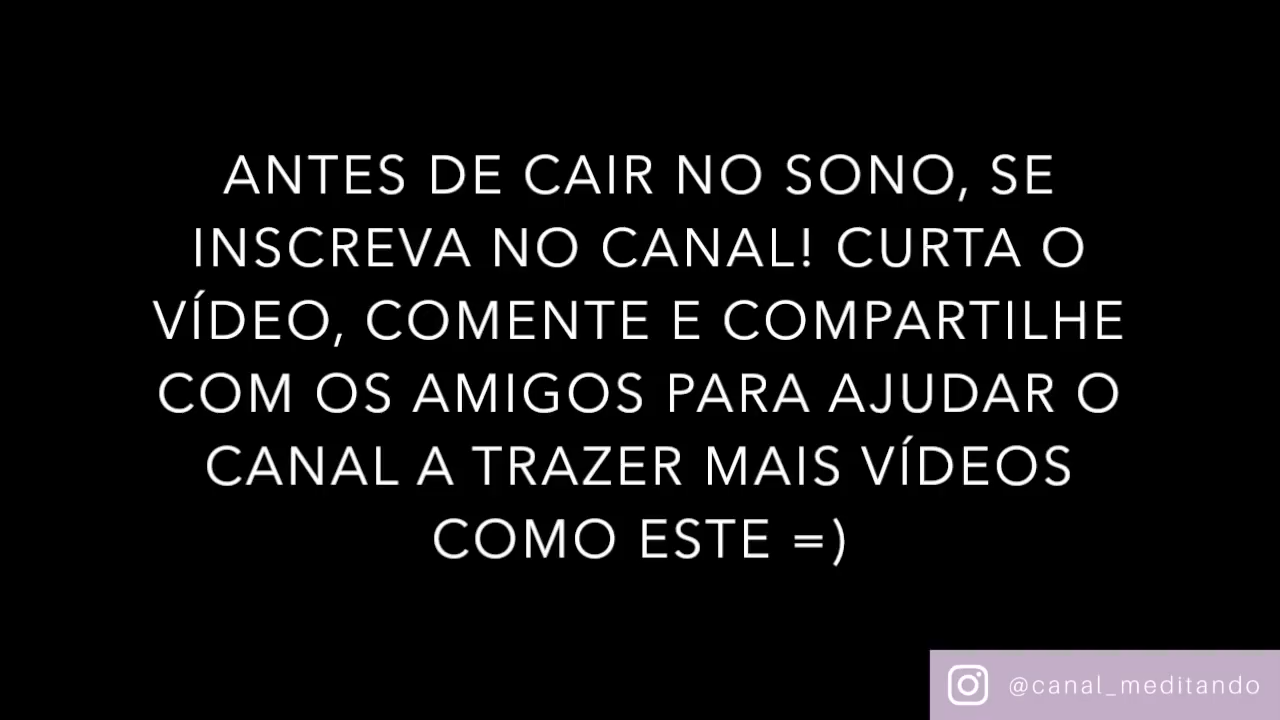 ANTES DE CAIR NO SONO, SE
INSCREVA NO CANAL! CURTA O
VÍDEO, COMENTE E COMPARTILHE
COM OS AMIGOS PARA AJUDAR O
CANAL A TRAZER MAIS VÍDEOS
COMO ESTE =)
@canal_meditando